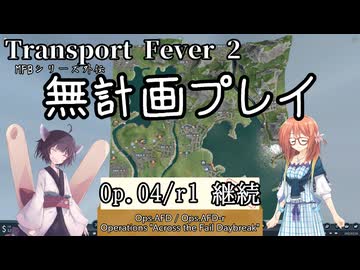 Transport Fever 2
MFBシリーズ外伝
無計画プレイ
Op.04/r1 継続
Ops.AFD / Ops.AFD-r
Operations "Across the Fail Daybreak"